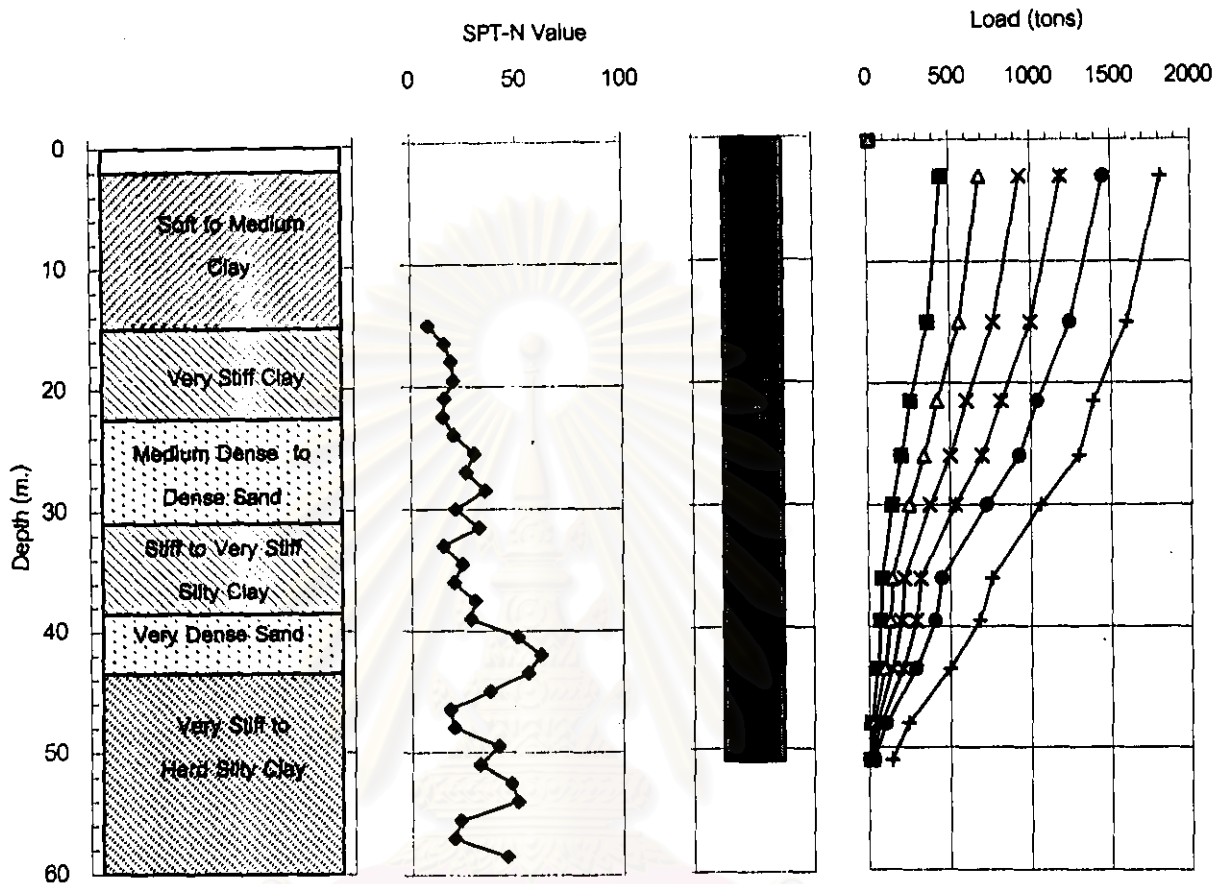 SPT-N Value
Load (tons)
0 50 100
0 500 1000 1500 2000
Depth (m.)
0
10
20
30
40
50
60
Soft to Medium
Clay
Very Stiff Clay
Medium Dense to
Dense Sand
Stiff to Very Stiff
Silty Clay
Very Dense Sand
Very Stiff to
Hard Silty Clay